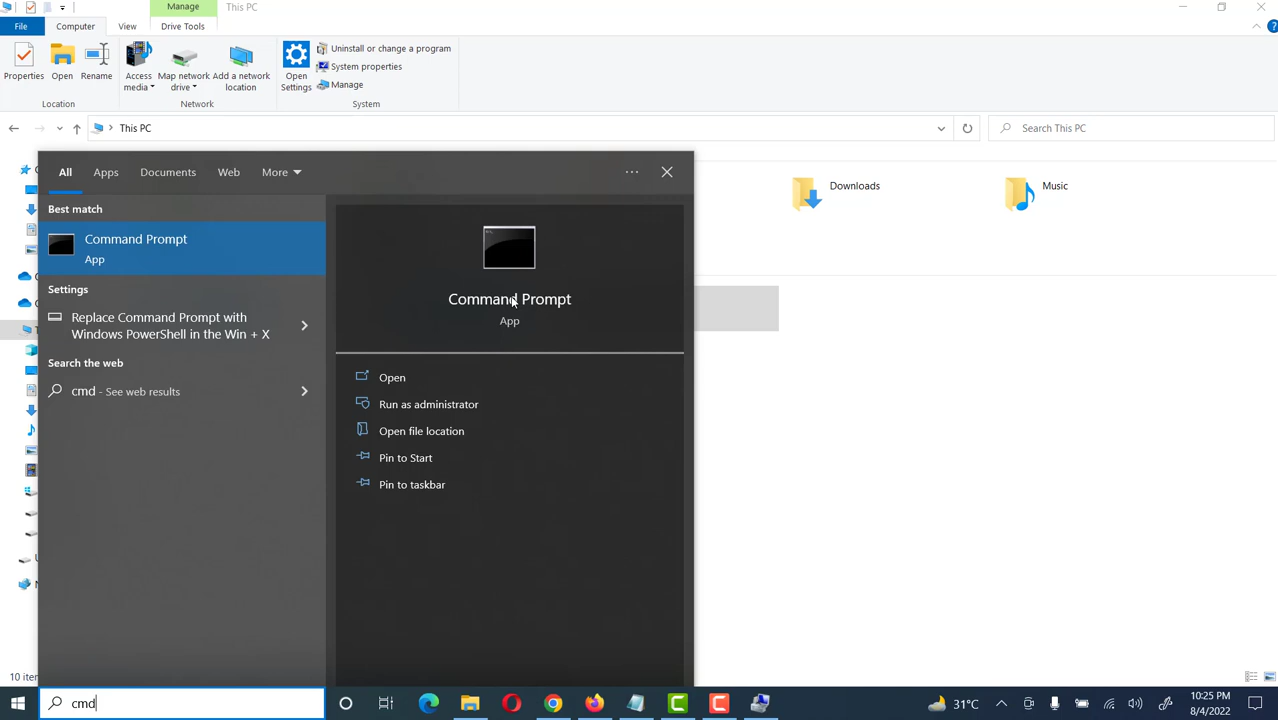 Manage
This PC
File
Computer
View
Drive Tools
Properties
Open
Rename
Access media
Map network drive
Add a network location
Open Settings
Uninstall or change a program
System properties
Manage
Location
Network
System
This PC
Search This PC
All
Apps
Documents
Web
More
Best match
Command Prompt
App
Settings
Replace Command Prompt with
Windows PowerShell in the Win + X
Search the web
cmd - See web results
Command Prompt
App
Open
Run as administrator
Open file location
Pin to Start
Pin to taskbar
Downloads
Music
10 iter
cmd
31°C
10:25 PM
8/4/2022